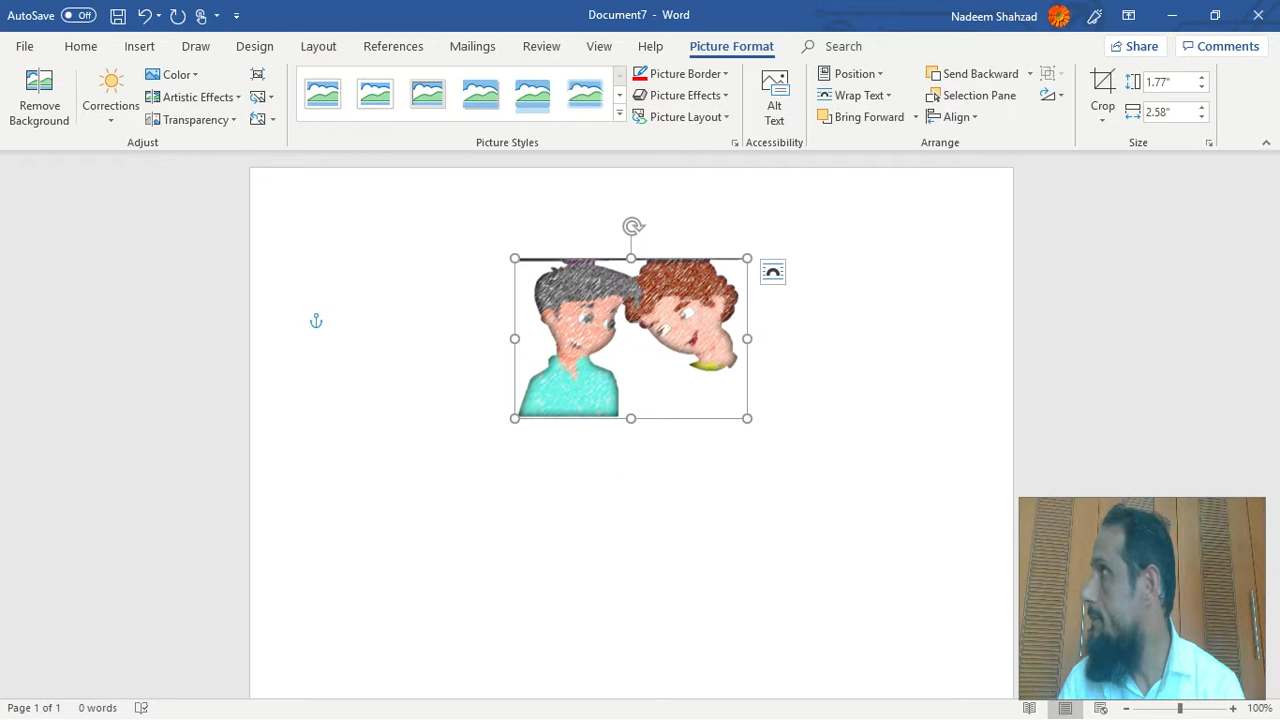 AutoSave Off Document7 - Word Nadeem Shahzad
File Home Insert Draw Design Layout References Mailings Review View Help Picture Format Search Share Comments
Remove Background
Corrections
Color
Artistic Effects
Transparency
Adjust
Picture Styles
Picture Border
Picture Effects
Picture Layout
Alt Text
Accessibility
Position
Wrap Text
Bring Forward
Send Backward
Selection Pane
Align
Arrange
Crop
1.77"
2.58"
Size
Page 1 of 1 0 words 100%